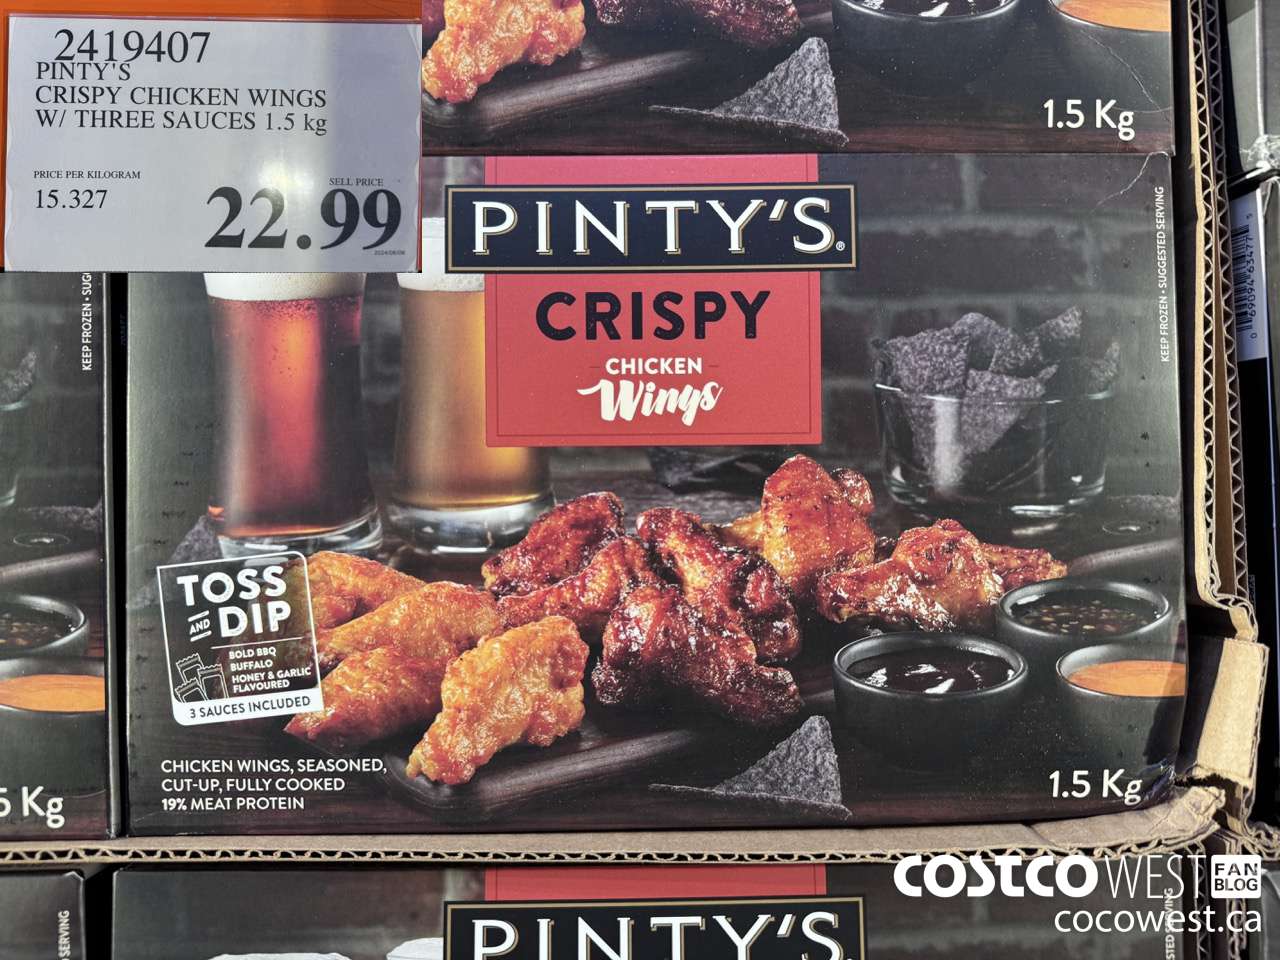 2419407
PINTY'S
CRISPY CHICKEN WINGS
W/ THREE SAUCES 1.5 kg
PRICE PER KILOGRAM
15.327
SELL PRICE
22.99
1.5 Kg
PINTY'S®
CRISPY
CHICKEN
Wings
KEEP FROZEN • SUGGESTED SERVING
KEEP FROZEN • SUG
TOSS
AND DIP
BOLD BBQ
BUFFALO
HONEY & GARLIC
FLAVOURED
3 SAUCES INCLUDED
CHICKEN WINGS, SEASONED,
CUT-UP, FULLY COOKED
19% MEAT PROTEIN
1.5 Kg
5 Kg
PINTY'S
SERVING
COSTCO WEST FAN BLOG
cocowest.ca